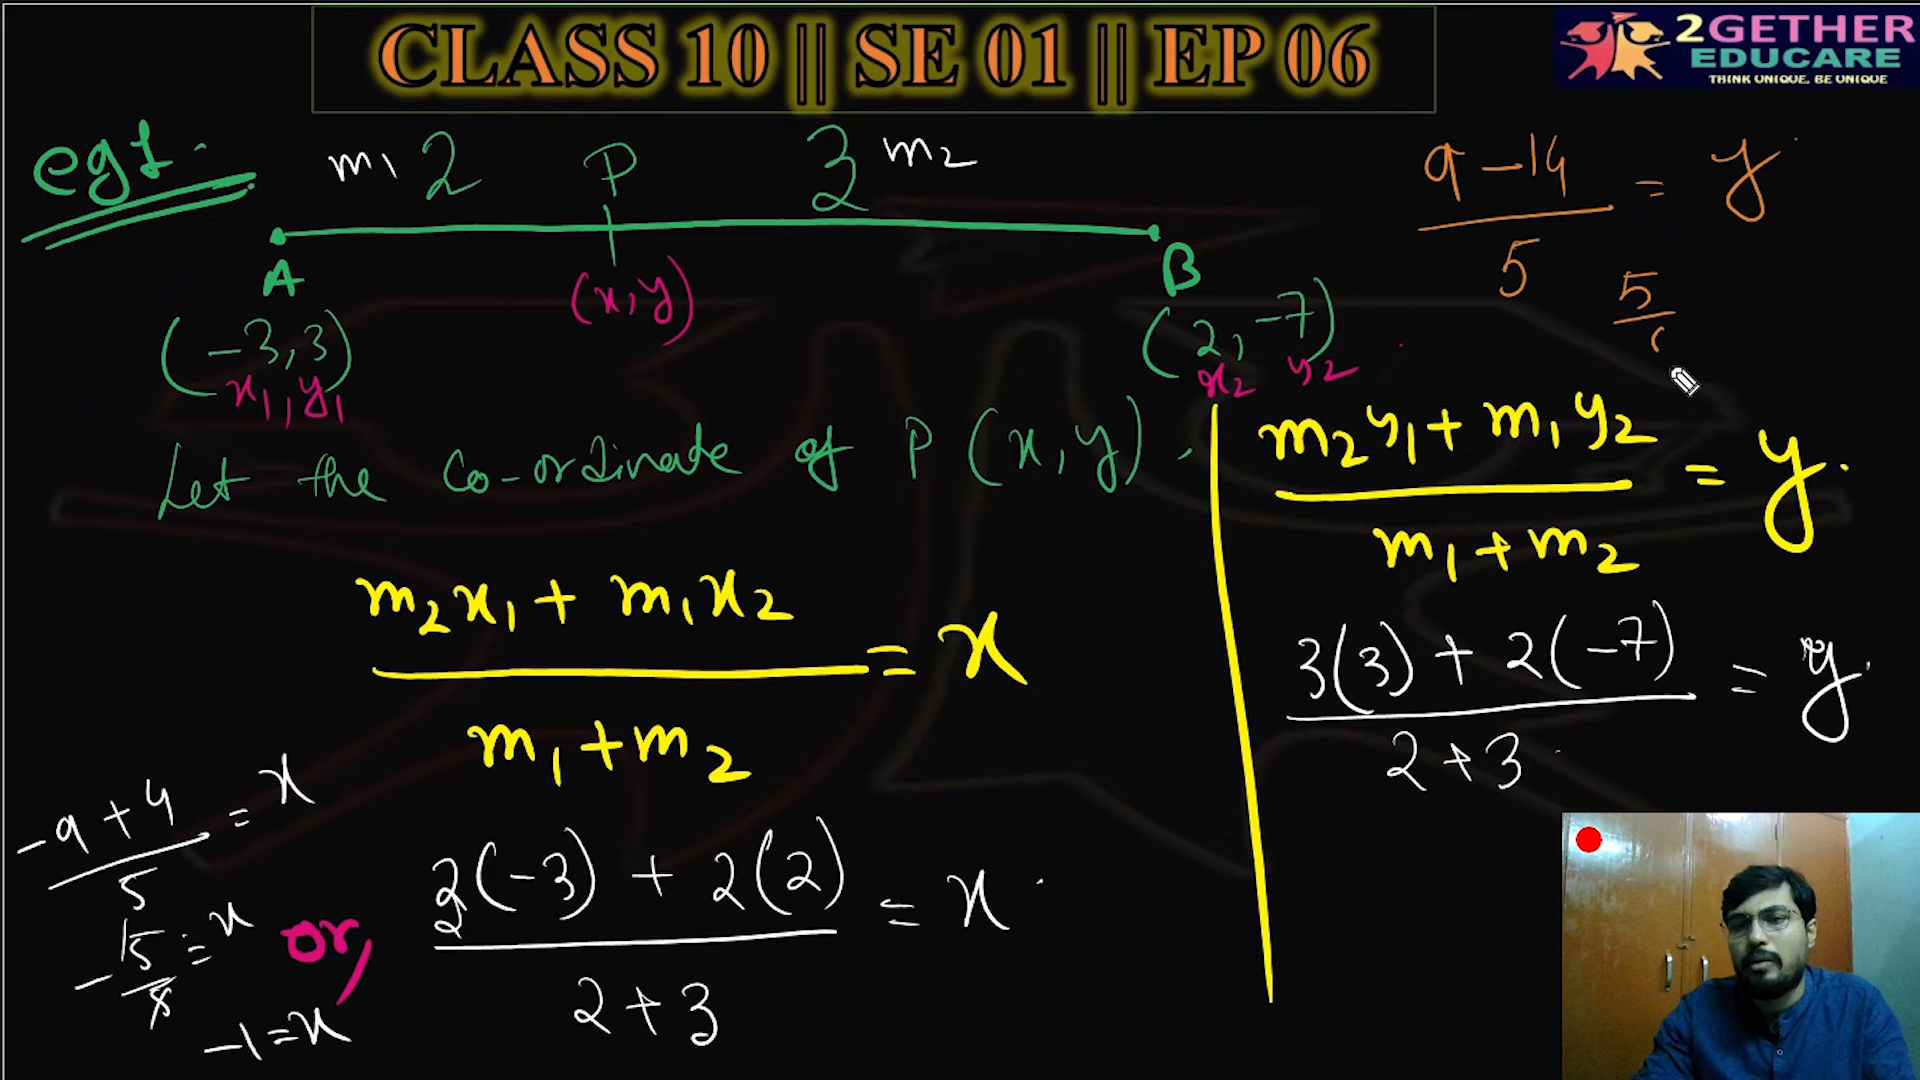 CLASS 10 || SE 01 || EP 06
2GETHER
EDUCARE
THINK UNIQUE. BE UNIQUE
eg 1.
m1 2 P 3 m2
A
B
(x, y)
(-3, 3)
x1, y1
(2, -7)
x2 y2
Let the Co-ordinate of P (x, y).
m2x1 + m1x2
= x
m1 + m2
3(-3) + 2(2)
= x
2 + 3
-9 + 4
= x
5
-5
= x
5
or,
-1 = x
9 - 14
= y
5
5
m2y1 + m1y2
= y.
m1 + m2
3(3) + 2(-7)
= y.
2 + 3